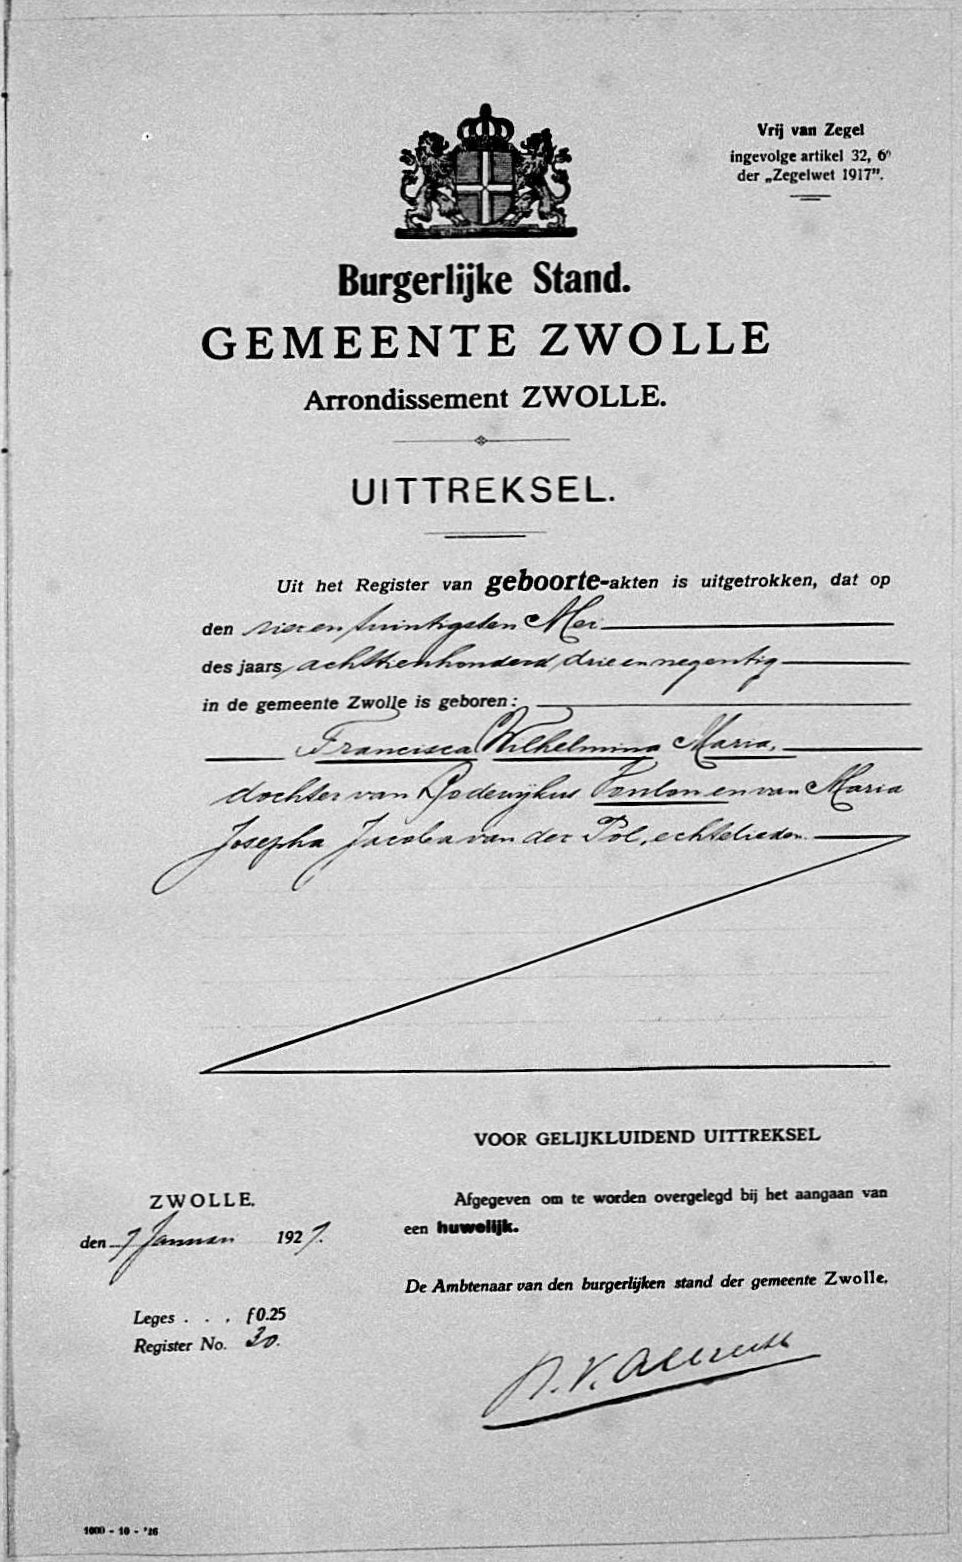 Vrij van Zegel
ingevolge artikel 32, 6º
der „Zegelwet 1917”.
Burgerlijke Stand.
GEMEENTE ZWOLLE
Arrondissement ZWOLLE.
UITTREKSEL.
Uit het Register van geboorte-akten is uitgetrokken, dat op
den vier en twintigsten Mei
des jaars achttienhonderd drie en negentig
in de gemeente Zwolle is geboren:
Francisca Wilhelmina Maria,
dochter van Lodewijkus en van Maria
Josepha Jacoba van der Pol, echtelieden.
VOOR GELIJKLUIDEND UITTREKSEL
Afgegeven om te worden overgelegd bij het aangaan van
een huwelijk.
ZWOLLE.
den 7 Januari 1927.
De Ambtenaar van den burgerlijken stand der gemeente Zwolle,
Leges . . . f0.25
Register No. 30.
1000 - 10 - '26